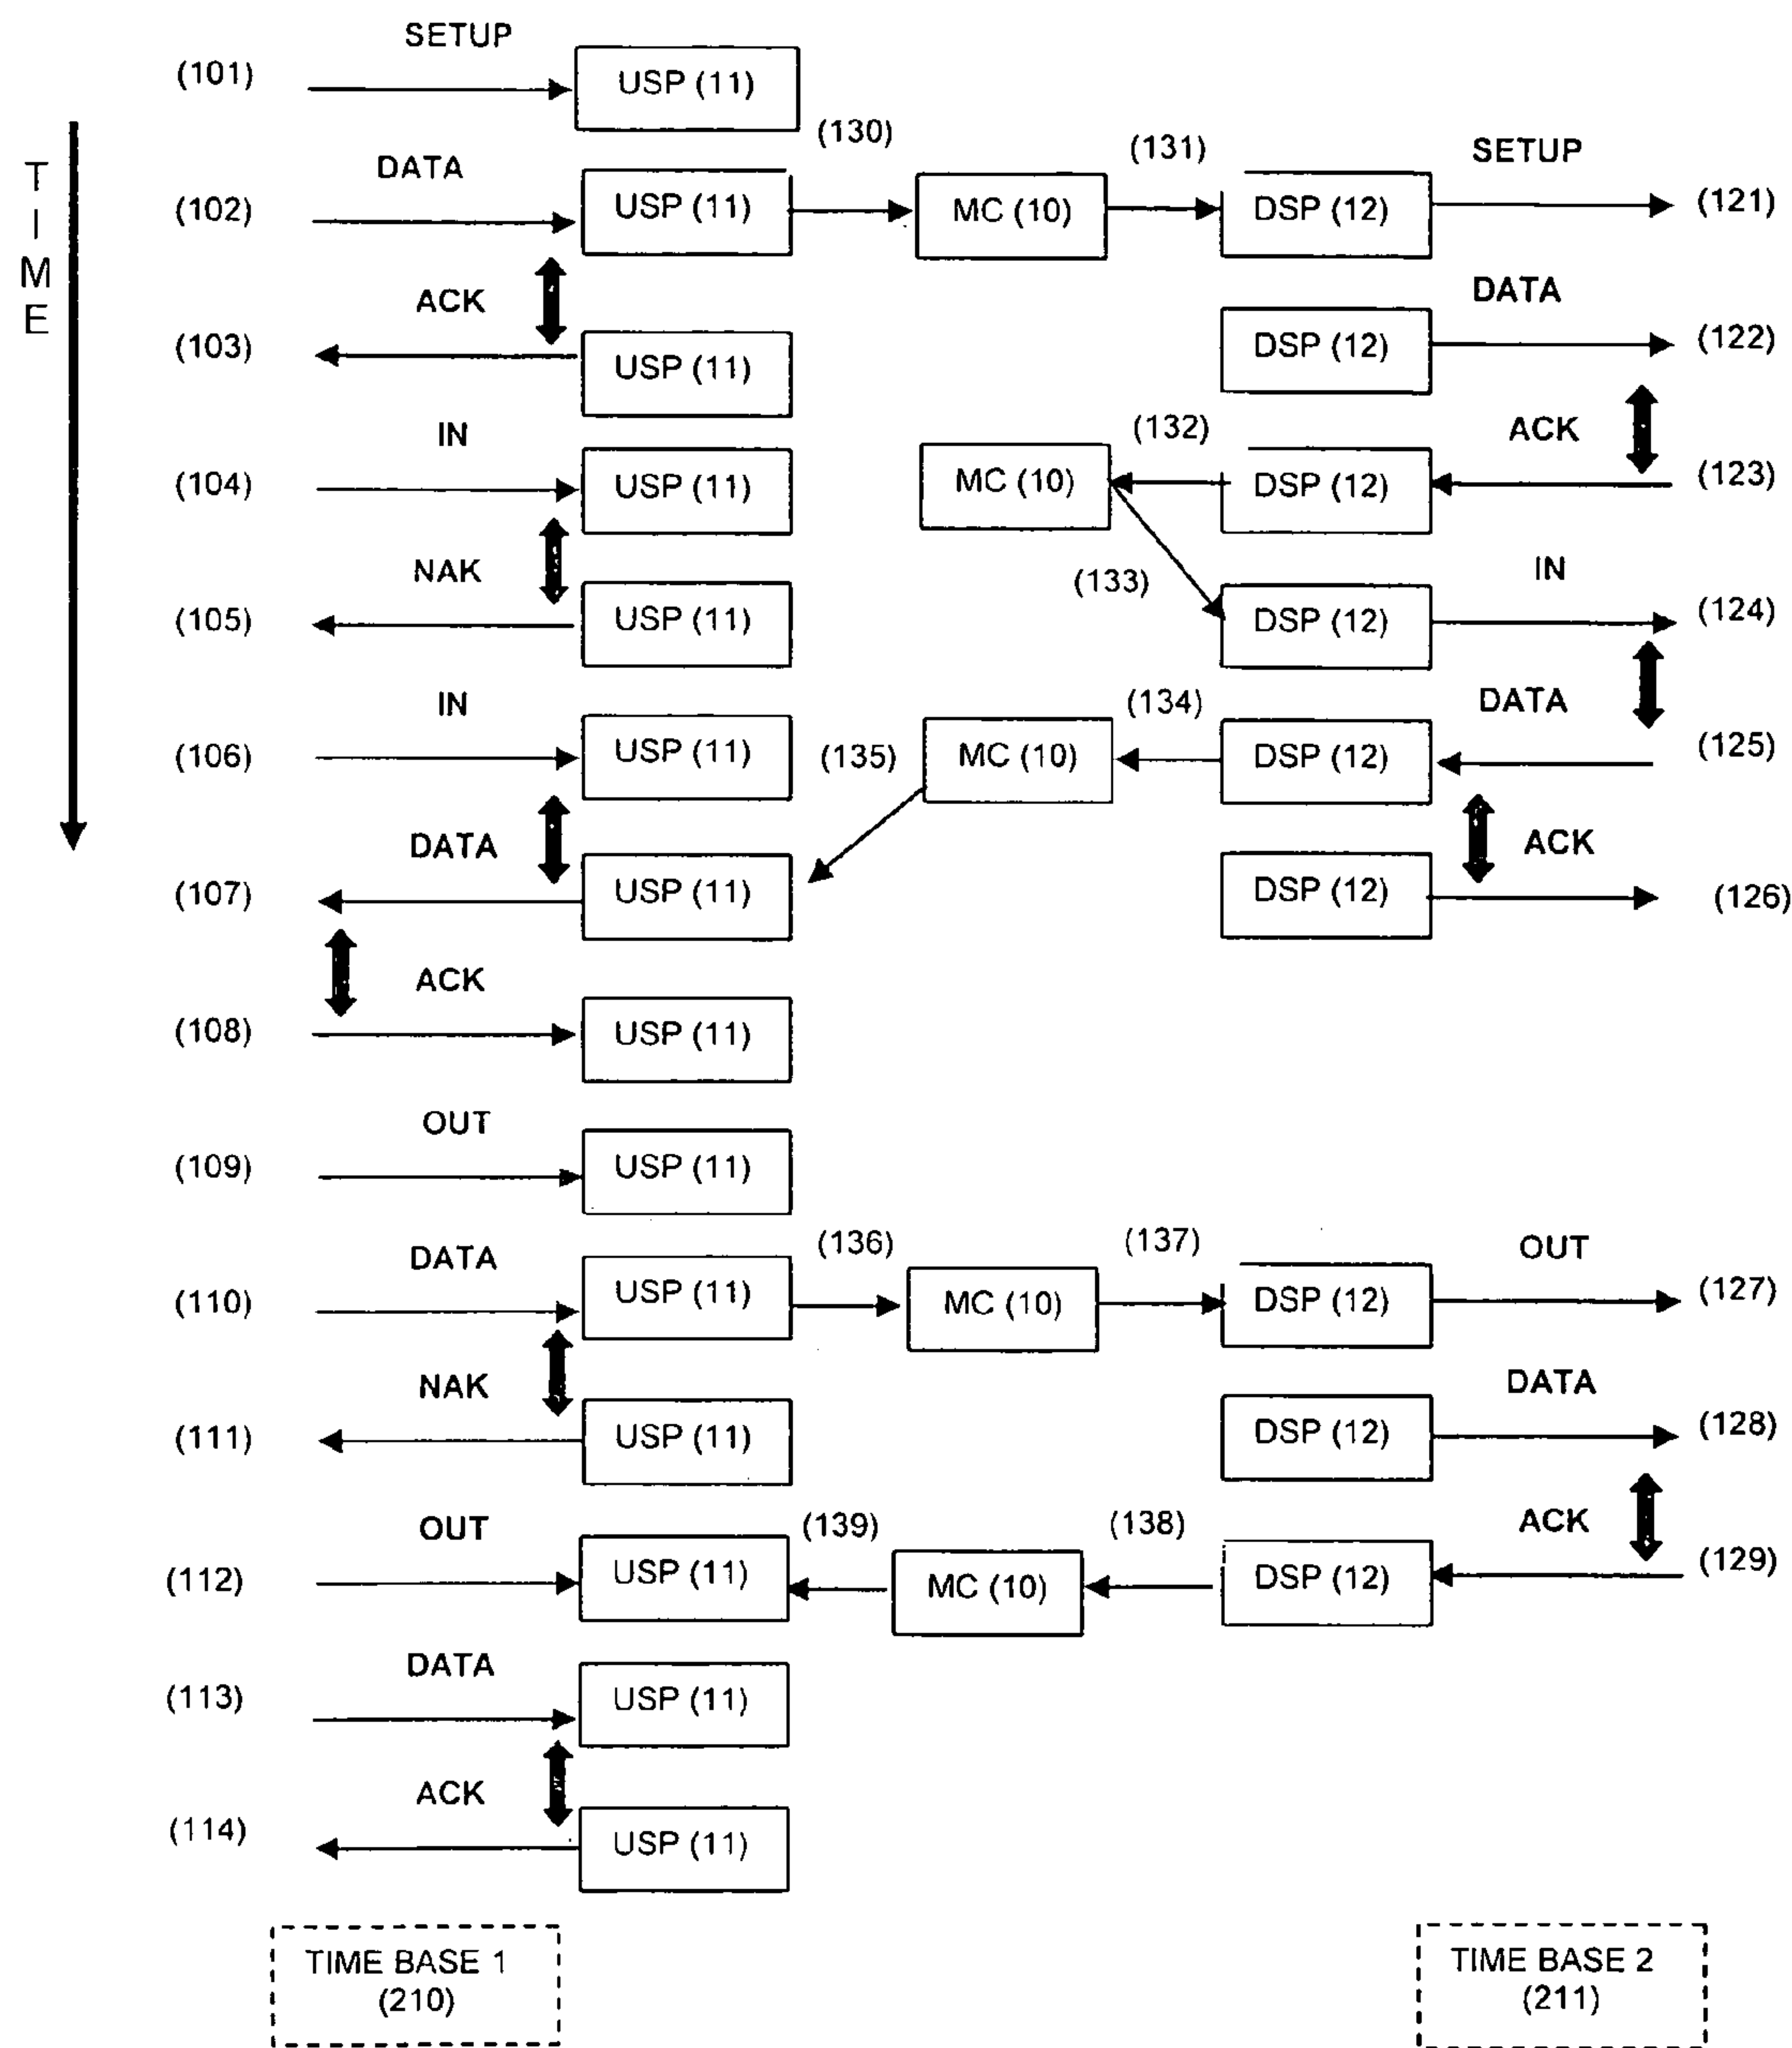 SETUP
(101)
USP (11)
(130)
(131)
SETUP
TIME
DATA
(102)
USP (11)
MC (10)
DSP (12)
(121)
ACK
DATA
(103)
USP (11)
DSP (12)
(122)
IN
(132)
ACK
(104)
USP (11)
MC (10)
DSP (12)
(123)
NAK
(133)
IN
(105)
USP (11)
DSP (12)
(124)
IN
(134)
DATA
(106)
USP (11)
(135)
MC (10)
DSP (12)
(125)
DATA
ACK
(107)
USP (11)
DSP (12)
(126)
ACK
(108)
USP (11)
OUT
(109)
USP (11)
DATA
(136)
(137)
OUT
(110)
USP (11)
MC (10)
DSP (12)
(127)
NAK
DATA
(111)
USP (11)
DSP (12)
(128)
OUT
(139)
(138)
ACK
(112)
USP (11)
MC (10)
DSP (12)
(129)
DATA
(113)
USP (11)
ACK
(114)
USP (11)
TIME BASE 1
(210)
TIME BASE 2
(211)